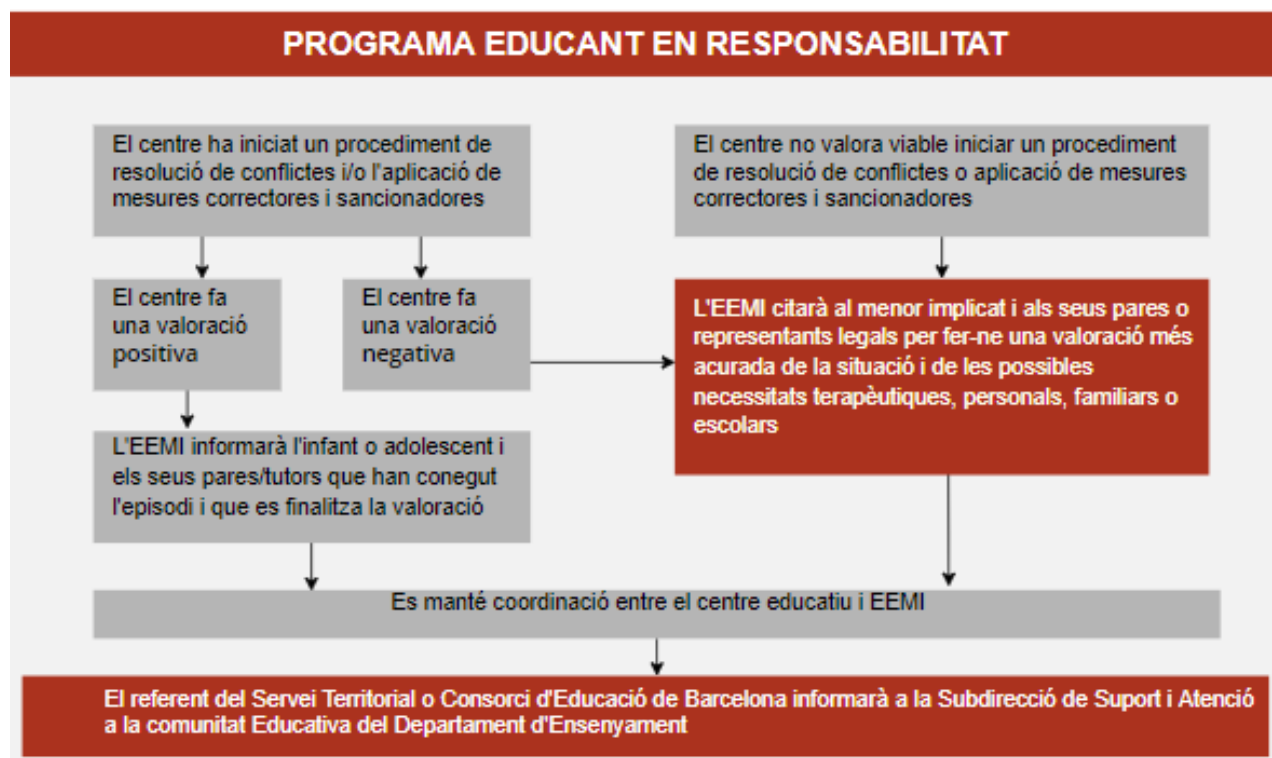 PROGRAMA EDUCANT EN RESPONSABILITAT
El centre ha iniciat un procediment de
resolució de conflictes i/o l'aplicació de
mesures correctores i sancionadores
El centre no valora viable iniciar un procediment
de resolució de conflictes o aplicació de mesures
correctores i sancionadores
El centre fa
una valoració
positiva
El centre fa
una valoració
negativa
L'EEMI citarà al menor implicat i als seus pares o
representants legals per fer-ne una valoració més
acurada de la situació i de les possibles
necessitats terapèutiques, personals, familiars o
escolars
L'EEMI informarà l'infant o adolescent i
els seus pares/tutors que han conegut
l'episodi i que es finalitza la valoració
Es manté coordinació entre el centre educatiu i EEMI
El referent del Servei Territorial o Consorci d'Educació de Barcelona informarà a la Subdirecció de Suport i Atenció
a la comunitat Educativa del Departament d'Ensenyament